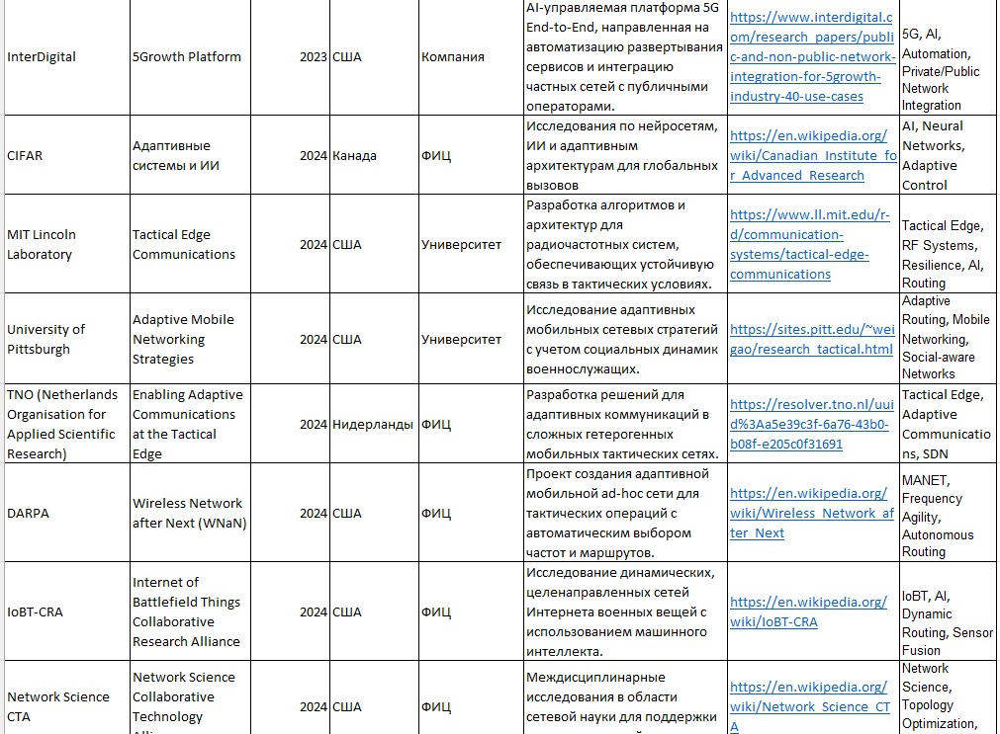 InterDigital
5Growth Platform
2023
США
Компания
AI-управляемая платформа 5G
End-to-End, направленная на
автоматизацию развертывания
сервисов и интеграцию
частных сетей с публичными
операторами.
https://www.interdigital.c
om/research_papers/publi
c-and-non-public-network-
integration-for-5growth-
industry-40-use-cases
5G, AI,
Automation,
Private/Public
Network
Integration
CIFAR
Адаптивные
системы и ИИ
2024
Канада
ФИЦ
Исследования по нейросетям,
ИИ и адаптивным
архитектурам для глобальных
вызовов
https://en.wikipedia.org/
wiki/Canadian_Institute_fo
r_Advanced_Research
AI, Neural
Networks,
Adaptive
Control
MIT Lincoln
Laboratory
Tactical Edge
Communications
2024
США
Университет
Разработка алгоритмов и
архитектур для
радиочастотных систем,
обеспечивающих устойчивую
связь в тактических условиях.
https://www.ll.mit.edu/r-
d/communication-
systems/tactical-edge-
communications
Tactical Edge,
RF Systems,
Resilience, AI,
Routing
University of
Pittsburgh
Adaptive Mobile
Networking
Strategies
2024
США
Университет
Исследование адаптивных
мобильных сетевых стратегий
с учетом социальных динамик
военнослужащих.
https://sites.pitt.edu/~wei
gao/research_tactical.html
Adaptive
Routing, Mobile
Networking,
Social-aware
Networks
TNO (Netherlands
Organisation for
Applied Scientific
Research)
Enabling Adaptive
Communications
at the Tactical
Edge
2024
Нидерланды
ФИЦ
Разработка решений для
адаптивных коммуникаций в
сложных гетерогенных
мобильных тактических сетях.
https://resolver.tno.nl/uui
d%3Aa5e39c3f-6a76-43b0-
b08f-e205c0f31691
Tactical Edge,
Adaptive
Communicatio
ns, SDN
DARPA
Wireless Network
after Next (WNaN)
2024
США
ФИЦ
Проект создания адаптивной
мобильной ad-hoc сети для
тактических операций с
автоматическим выбором
частот и маршрутов.
https://en.wikipedia.org/
wiki/Wireless_Network_af
ter_Next
MANET,
Frequency
Agility,
Autonomous
Routing
IoBT-CRA
Internet of
Battlefield Things
Collaborative
Research Alliance
2024
США
ФИЦ
Исследование динамических,
целенаправленных сетей
Интернета военных вещей с
использованием машинного
интеллекта.
https://en.wikipedia.org/
wiki/IoBT-CRA
IoBT, AI,
Dynamic
Routing, Sensor
Fusion
Network Science
CTA
Network Science
Collaborative
Technology
2024
США
ФИЦ
Междисциплинарные
исследования в области
сетевой науки для поддержки
https://en.wikipedia.org/
wiki/Network_Science_CT
A
Network
Science,
Topology
Optimization,